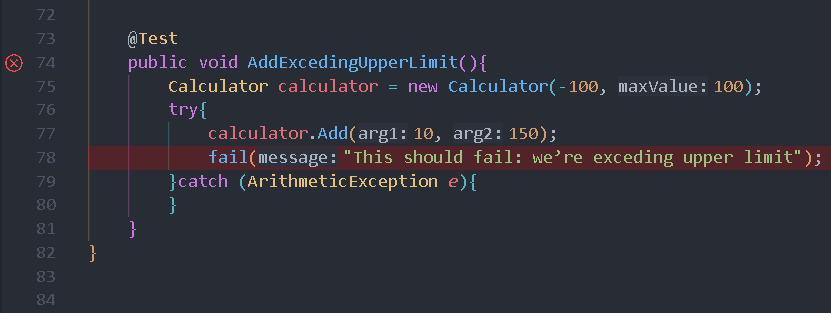 72
73 @Test
74 public void AddExcedingUpperLimit(){
75 Calculator calculator = new Calculator(-100, maxValue: 100);
76 try{
77 calculator.Add(arg1: 10, arg2: 150);
78 fail(message: "This should fail: we’re exceding upper limit");
79 }catch (ArithmeticException e){
80 }
81 }
82 }
83
84